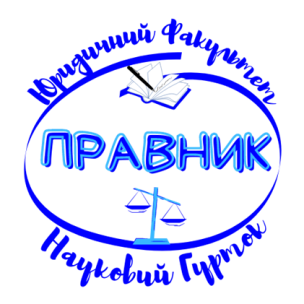 Юридичний Факультет
ПРАВНИК
Науковий Гурток